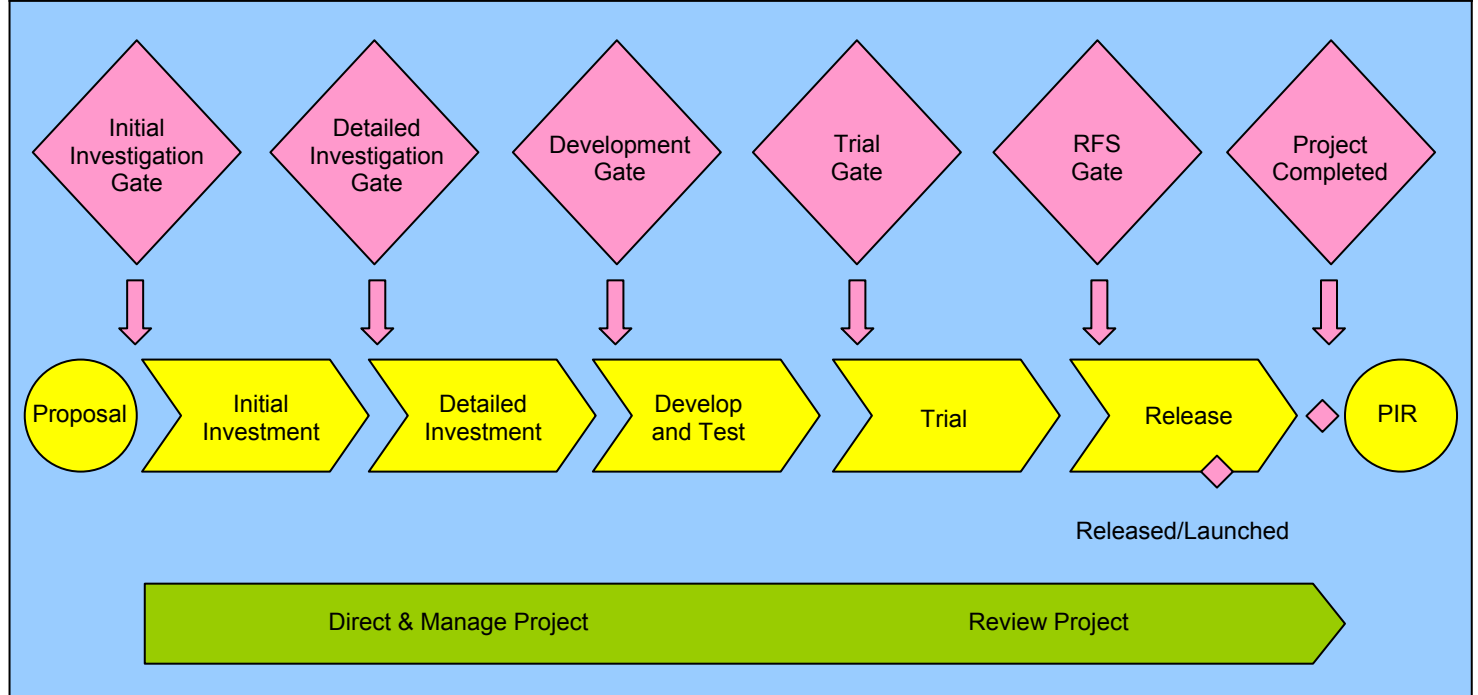 Initial
Investigation
Gate
Detailed
Investigation
Gate
Development
Gate
Trial
Gate
RFS
Gate
Project
Completed
Proposal
Initial
Investment
Detailed
Investment
Develop
and Test
Trial
Release
PIR
Released/Launched
Direct & Manage Project
Review Project